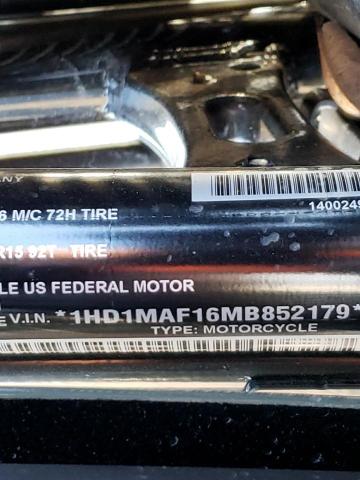 ANY
6 M/C 72H TIRE
1400249
R15 92T TIRE
LE US FEDERAL MOTOR
E V.I.N. *1HD1MAF16MB852179*
TYPE: MOTORCYCLE